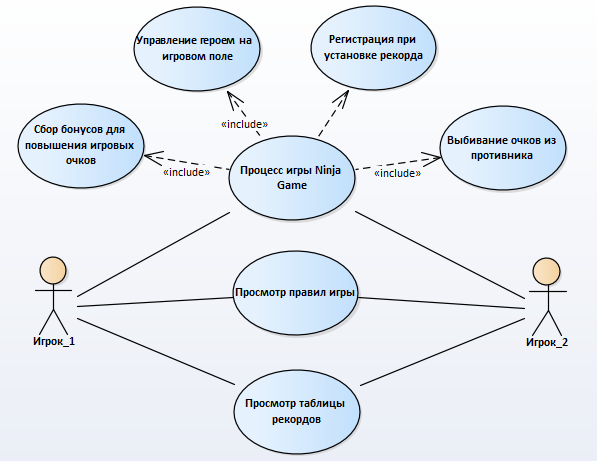 Управление героем на
игровом поле
Регистрация при
установке рекорда
«include»
Сбор бонусов для
повышения игровых
очков
Выбивание очков из
противника
«include»
«include»
Процесс игры Ninja
Game
Просмотр правил игры
Игрок_1
Игрок_2
Просмотр таблицы
рекордов